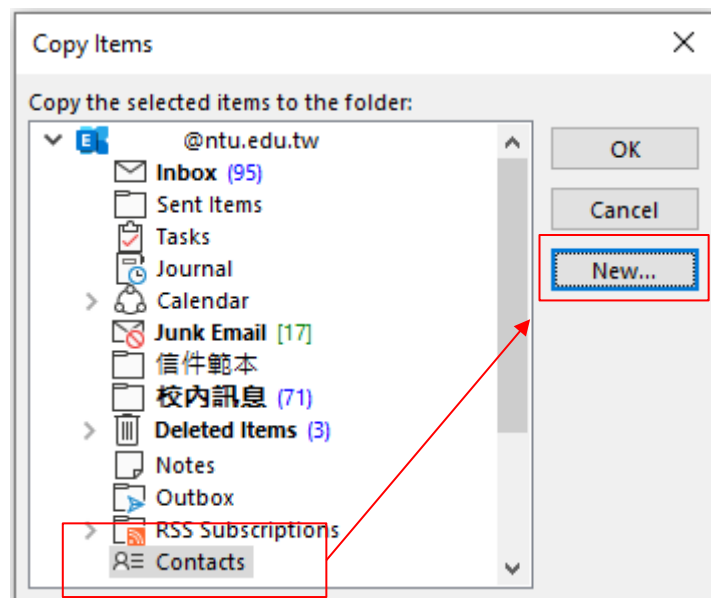 Copy Items
Copy the selected items to the folder:
@ntu.edu.tw
OK
Inbox (95)
Sent Items
Cancel
Tasks
Journal
New...
Calendar
Junk Email [17]
信件範本
校內訊息 (71)
Deleted Items (3)
Notes
Outbox
RSS Subscriptions
Contacts